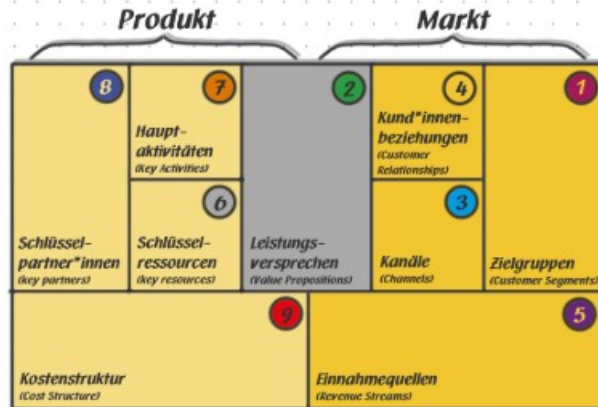 Produkt
Markt
8
Schlüssel-
partner*innen
(key partners)
7
Haupt-
aktivitäten
(Key Activities)
6
Schlüssel-
ressourcen
(key resources)
2
Leistungs-
versprechen
(Value Propositions)
4
Kund*innen-
beziehungen
(Customer
Relationships)
3
Kanäle
(Channels)
1
Zielgruppen
(Customer Segments)
9
Kostenstruktur
(Cost Structure)
5
Einnahmequellen
(Revenue Streams)